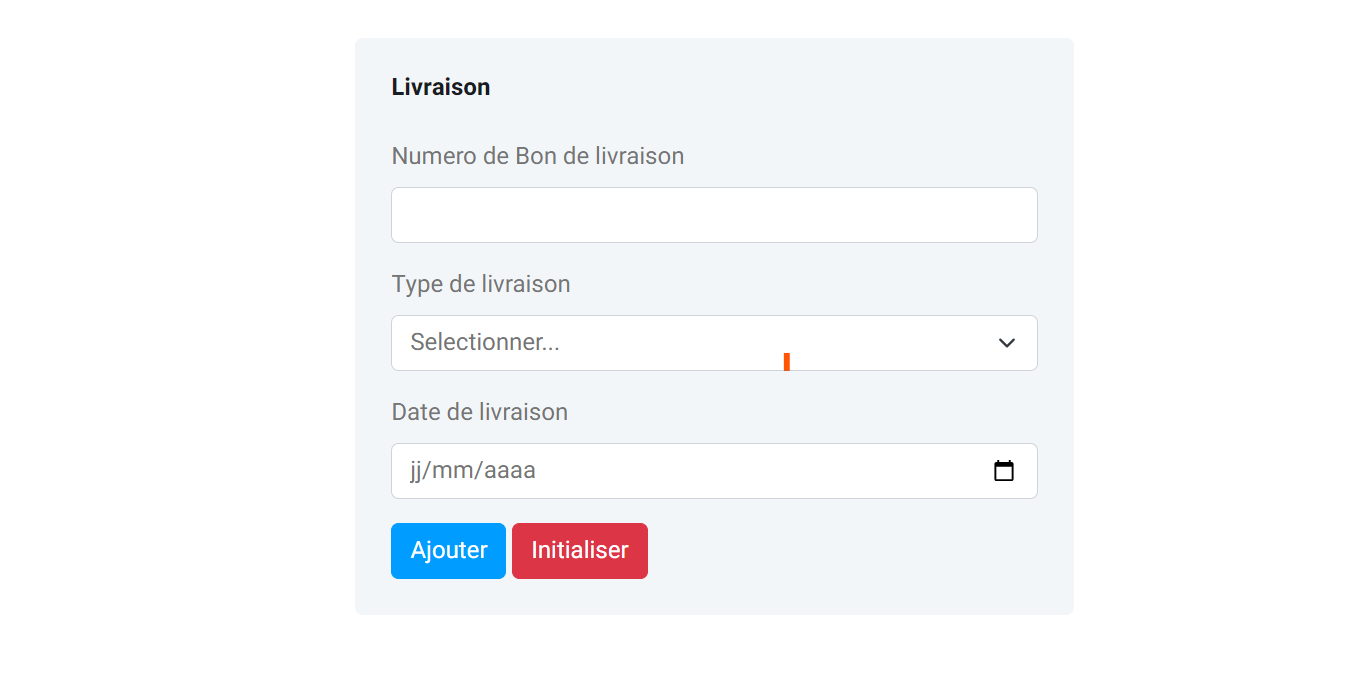 Livraison
Numero de Bon de livraison
Type de livraison
Selectionner...
Date de livraison
jj/mm/aaaa
Ajouter Initialiser